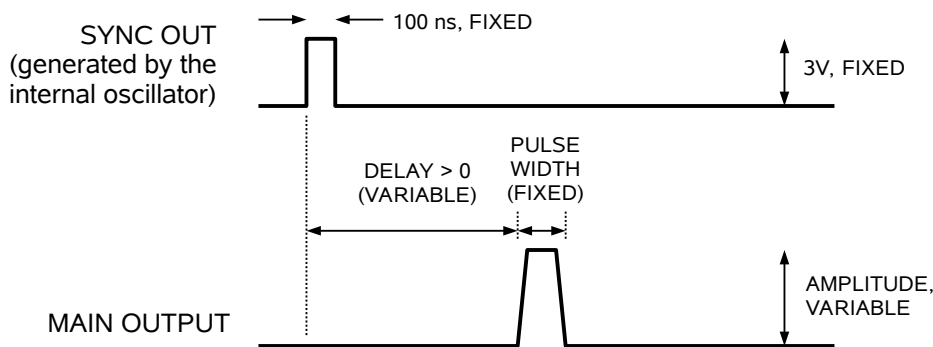 SYNC OUT
(generated by the
internal oscillator)
100 ns, FIXED
3V, FIXED
DELAY > 0
(VARIABLE)
PULSE
WIDTH
(FIXED)
MAIN OUTPUT
AMPLITUDE,
VARIABLE